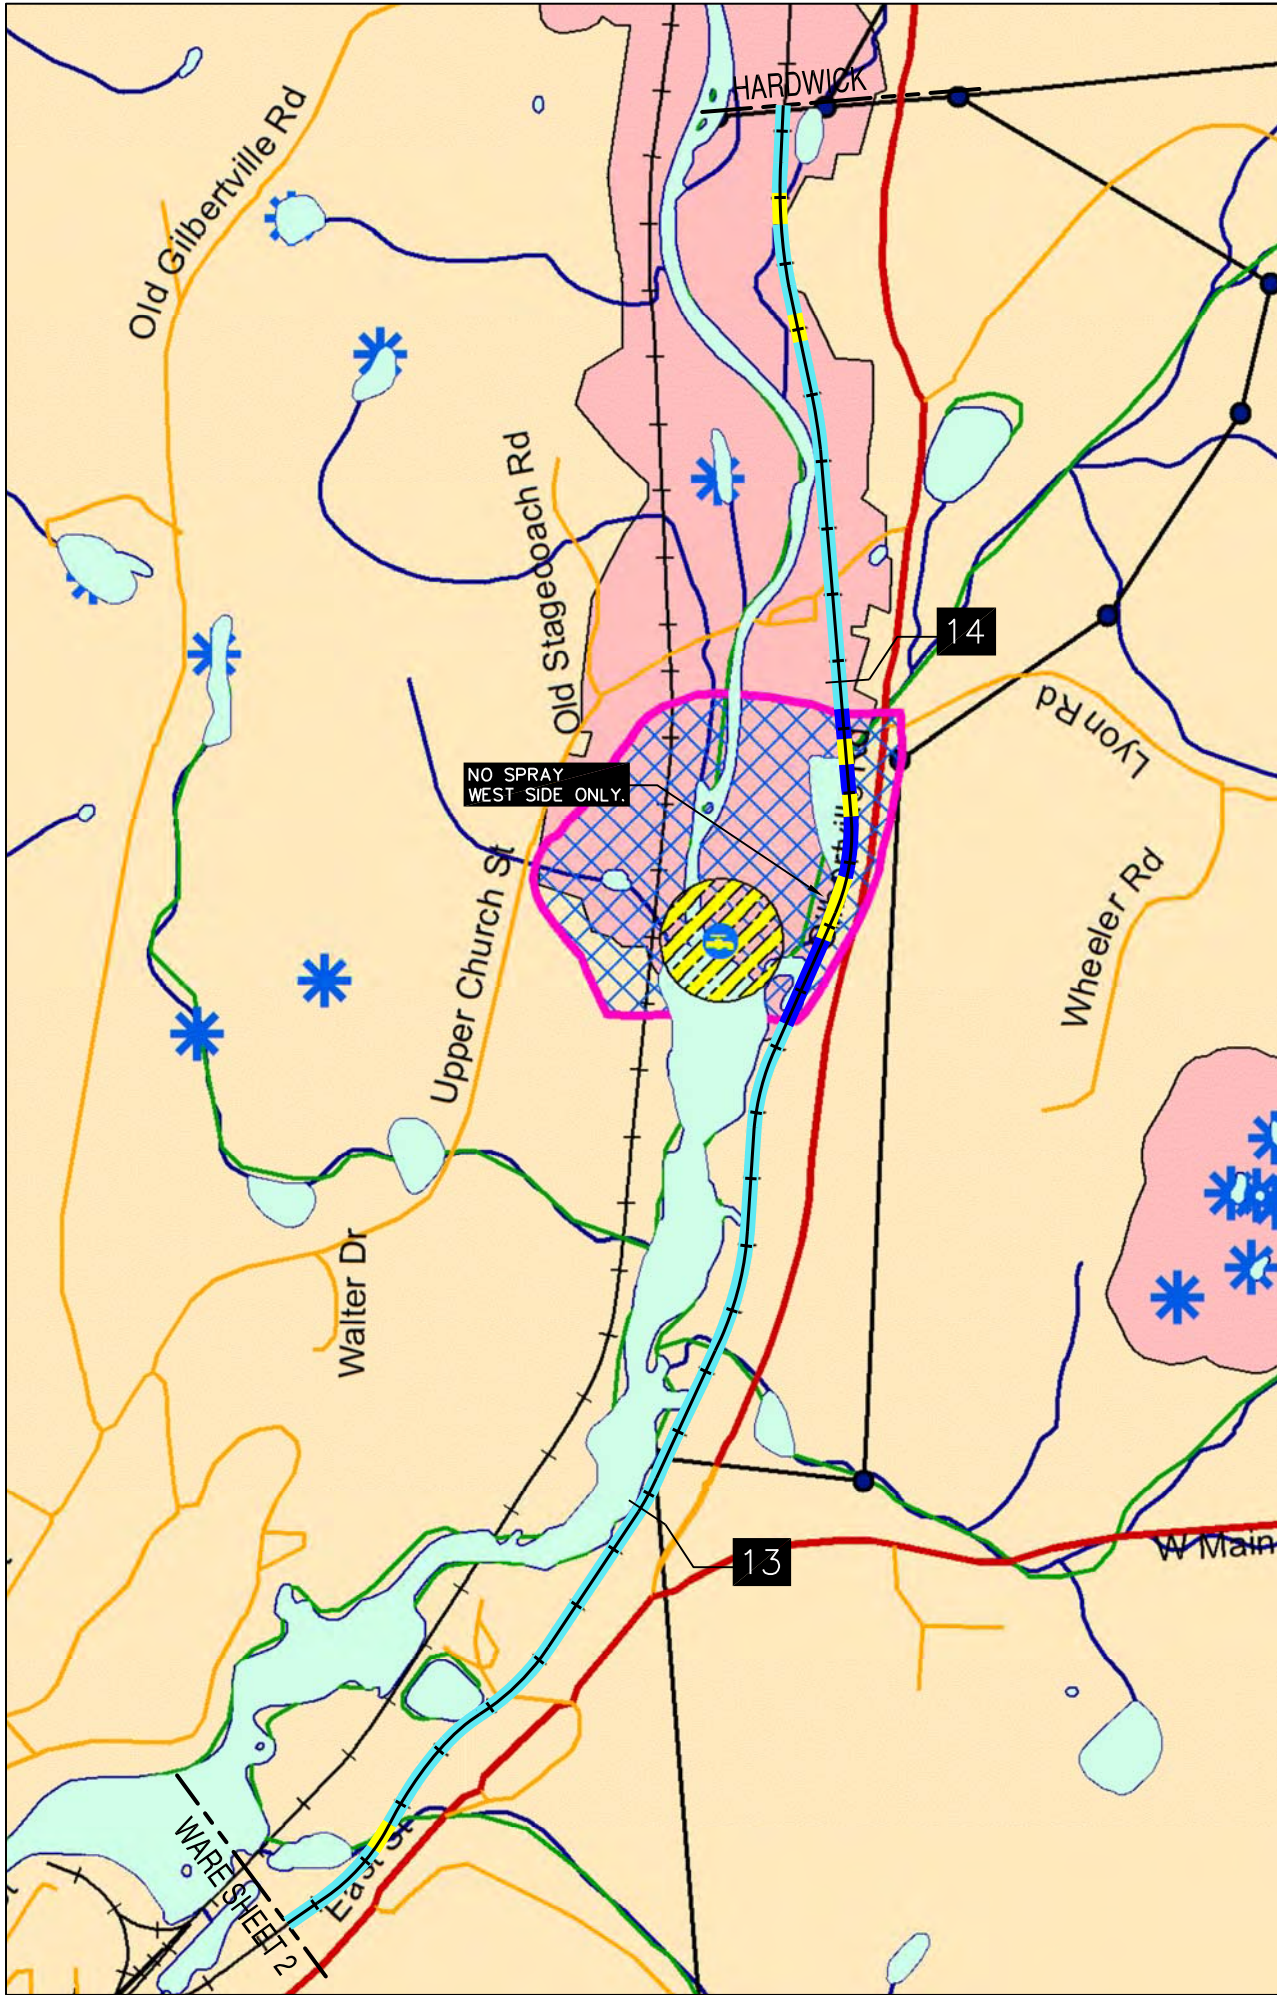 HARDWICK
Old Gilbertville Rd
Old Stagecoach Rd
14
Lyon Rd
NO SPRAY
WEST SIDE ONLY.
Upper Church St
Wheeler Rd
Walter Dr
13
W Main
East St
WARE SHEET 2